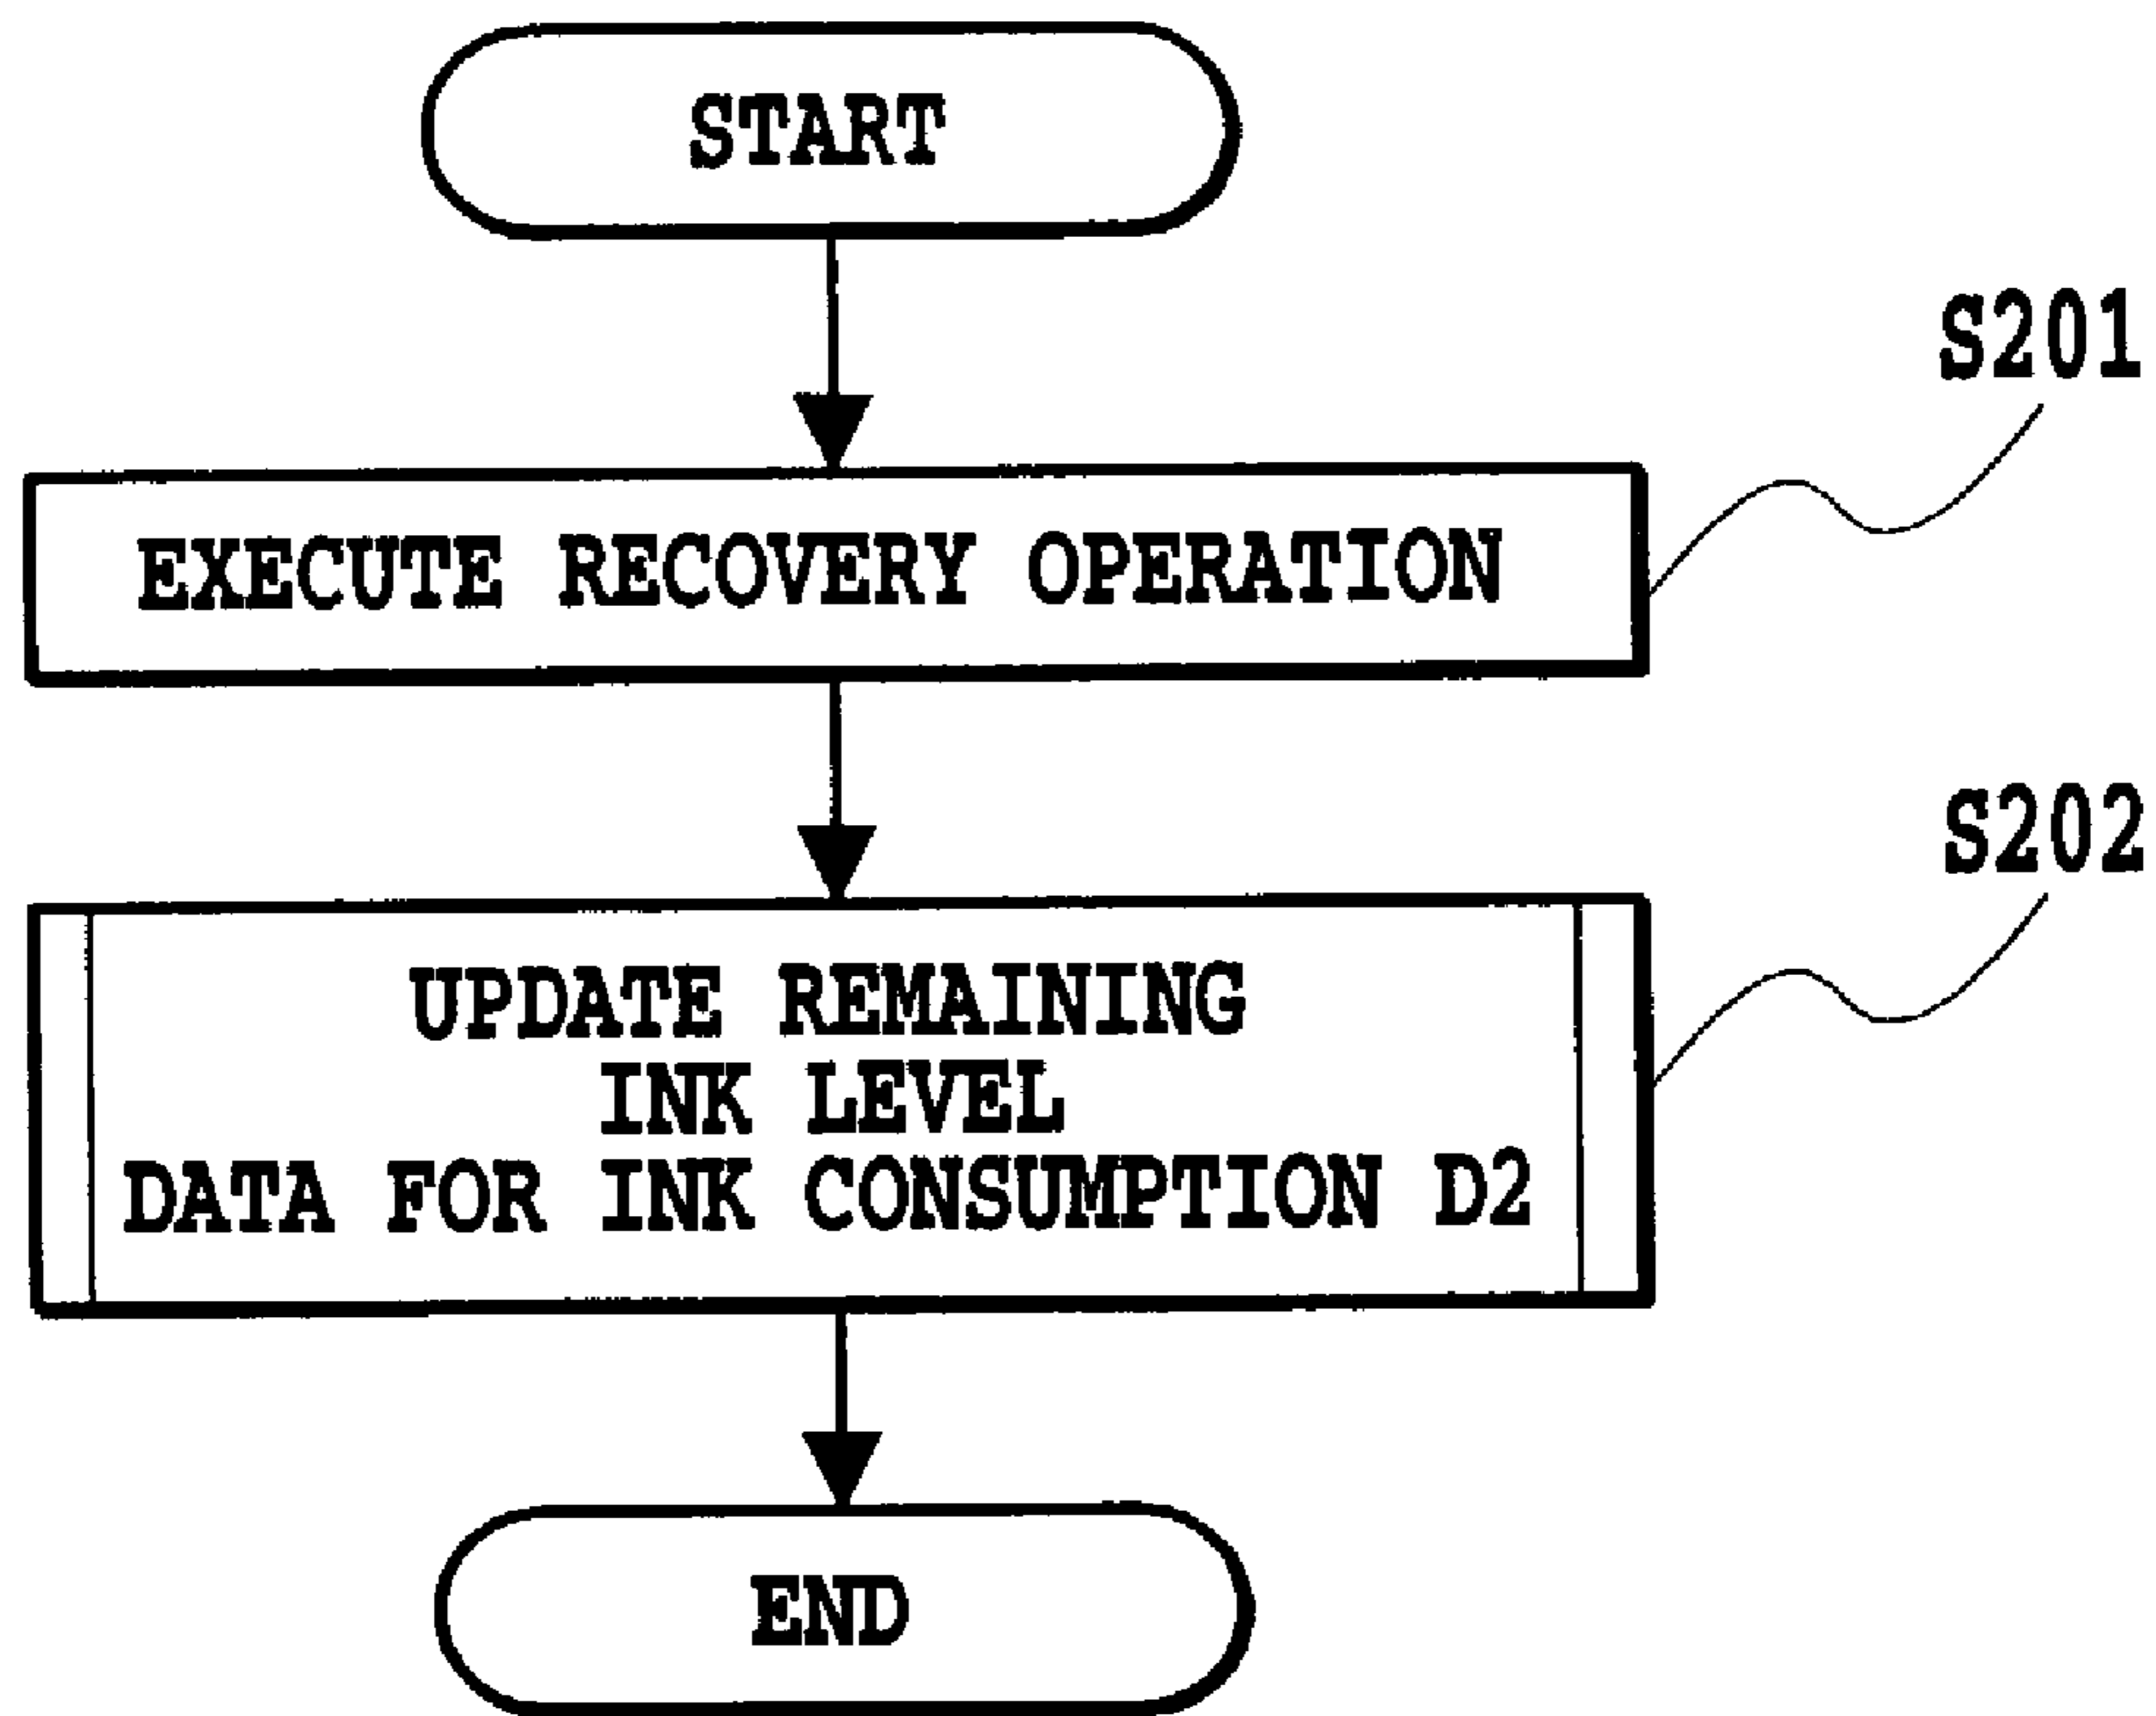 START
S201
EXECUTE RECOVERY OPERATION
S202
UPDATE REMAINING
INK LEVEL
DATA FOR INK CONSUMPTION D2
END